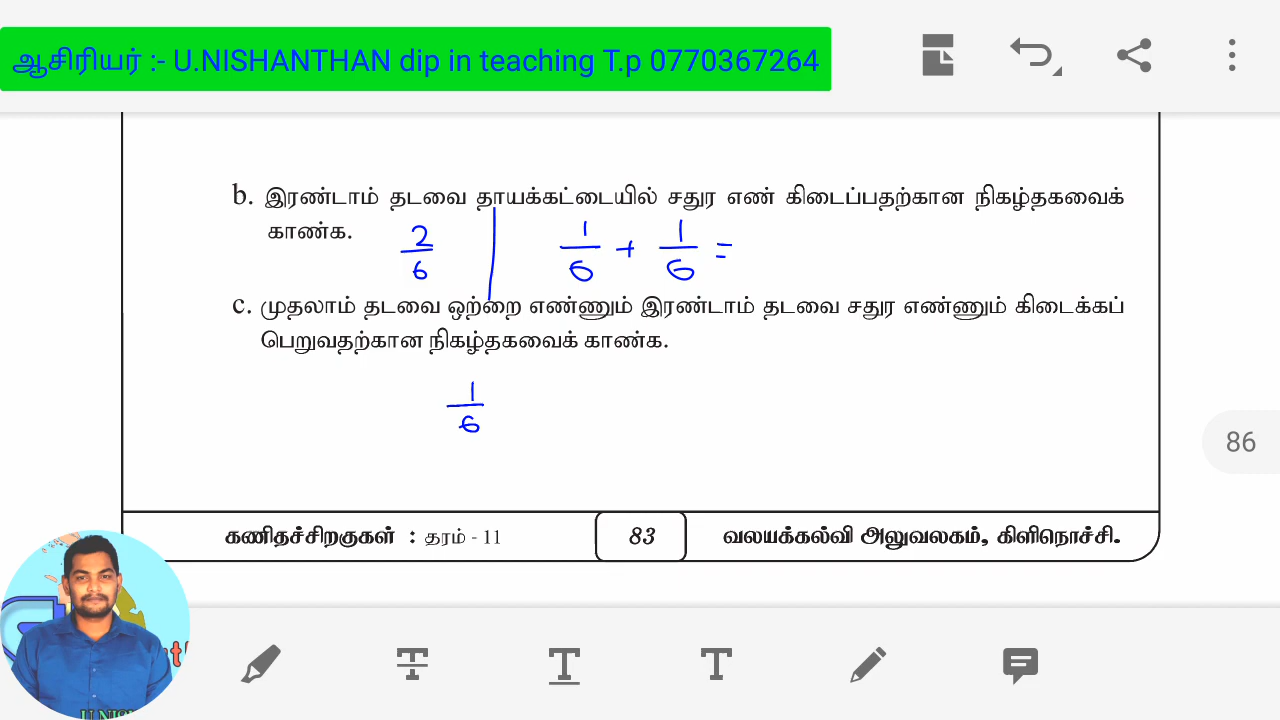 ஆசிரியர் :- U.NISHANTHAN dip in teaching T.p 0770367264
b. இரண்டாம் தடவை தாயக்கட்டையில் சதுர எண் கிடைப்பதற்கான நிகழ்தகவைக்
காண்க.
2/6 | 1/6 + 1/6 =
c. முதலாம் தடவை ஒற்றை எண்ணும் இரண்டாம் தடவை சதுர எண்ணும் கிடைக்கப்
பெறுவதற்கான நிகழ்தகவைக் காண்க.
1/6
86
கணிதச்சிறகுகள் : தரம் - 11
83
வலயக்கல்வி அலுவலகம், கிளிநொச்சி.
T T T